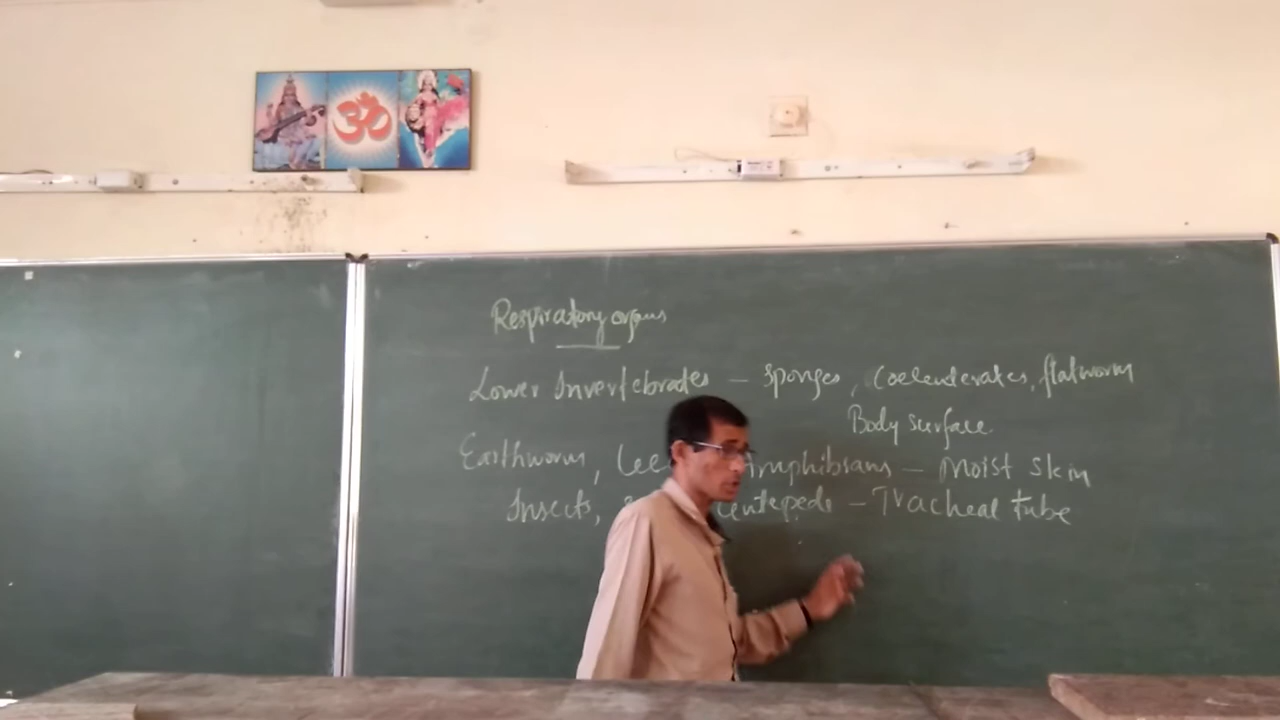 ॐ
Respiratory organs
Lower Invertebrates – Sponges, Coelenterates, flatworm
Body surface.
Earthworm, Lee Amphibians – Moist skin
Insects, centepede – Tracheal tube